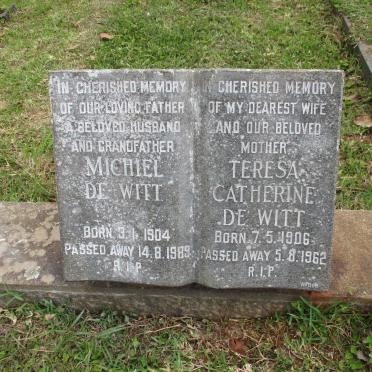 IN CHERISHED MEMORY
OF OUR LOVING FATHER
A BELOVED HUSBAND
AND GRANDFATHER
MICHIEL
DE WITT
BORN 9.1.1904
PASSED AWAY 14.8.1989
R.I.P.
IN CHERISHED MEMORY
OF MY DEAREST WIFE
AND OUR BELOVED
MOTHER
TERESA
CATHERINE
DE WITT
BORN 7.5.1906
PASSED AWAY 5.8.1962
R.I.P.